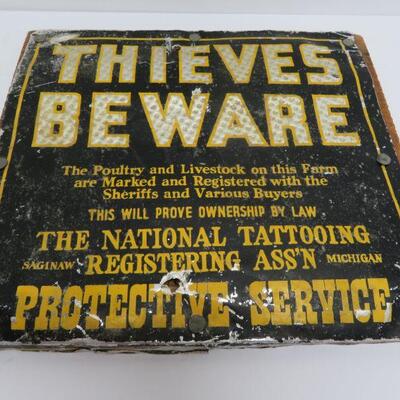 THIEVES
BEWARE
The Poultry and Livestock on this Farm
are Marked and Registered with the
Sheriffs and Various Buyers
THIS WILL PROVE OWNERSHIP BY LAW
THE NATIONAL TATTOOING
SAGINAW REGISTERING ASS'N MICHIGAN
PROTECTIVE SERVICE